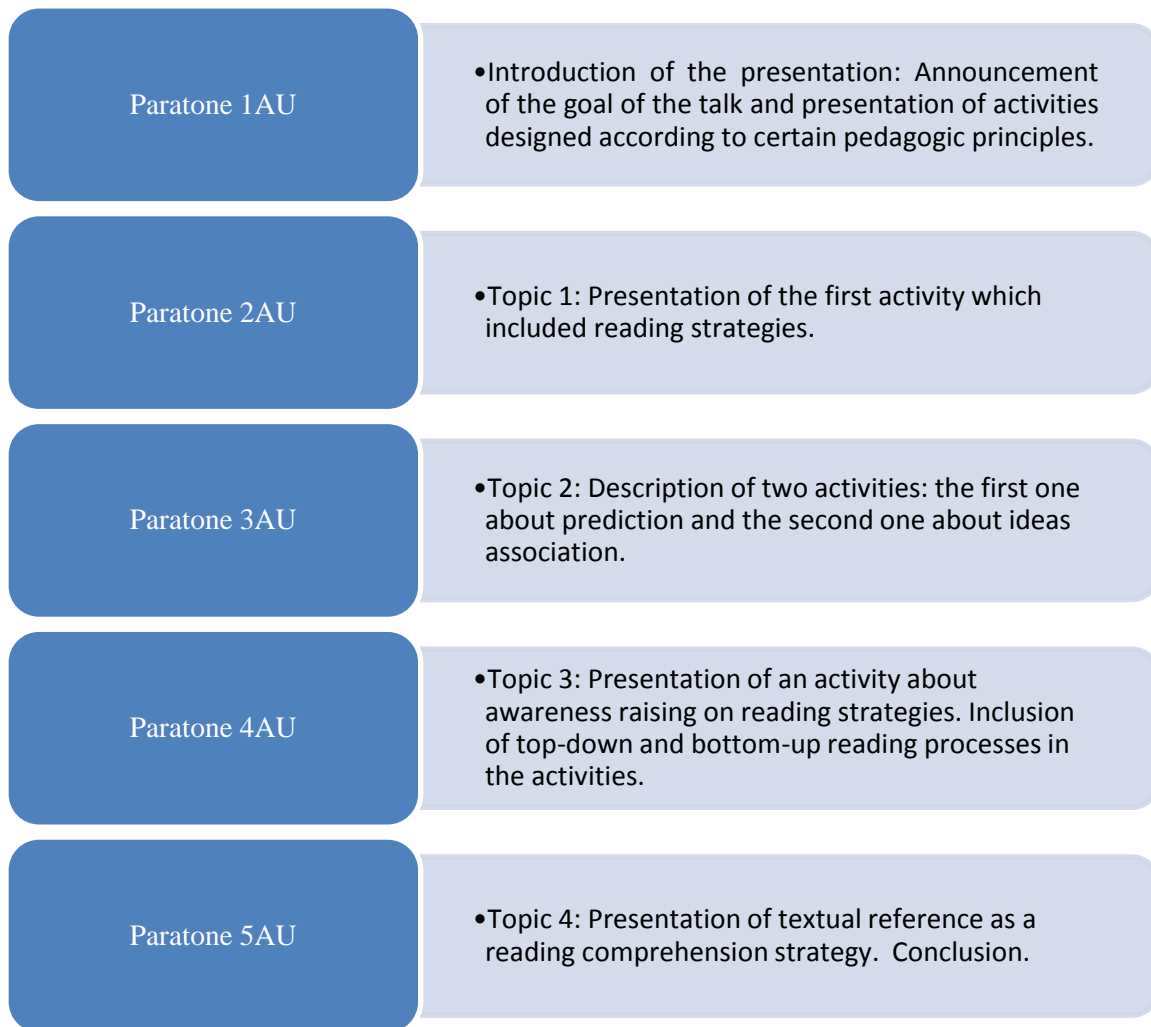 Paratone 1AU
•Introduction of the presentation: Announcement
of the goal of the talk and presentation of activities
designed according to certain pedagogic principles.
Paratone 2AU
•Topic 1: Presentation of the first activity which
included reading strategies.
Paratone 3AU
•Topic 2: Description of two activities: the first one
about prediction and the second one about ideas
association.
Paratone 4AU
•Topic 3: Presentation of an activity about
awareness raising on reading strategies. Inclusion
of top-down and bottom-up reading processes in
the activities.
Paratone 5AU
•Topic 4: Presentation of textual reference as a
reading comprehension strategy.  Conclusion.